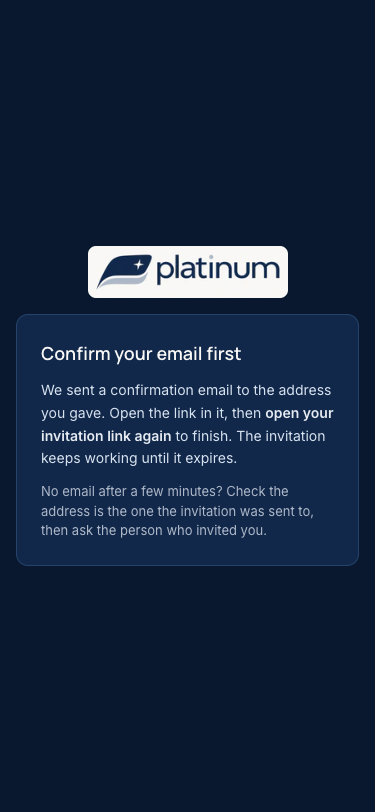 platinum
Confirm your email first
We sent a confirmation email to the address
you gave. Open the link in it, then open your
invitation link again to finish. The invitation
keeps working until it expires.
No email after a few minutes? Check the
address is the one the invitation was sent to,
then ask the person who invited you.